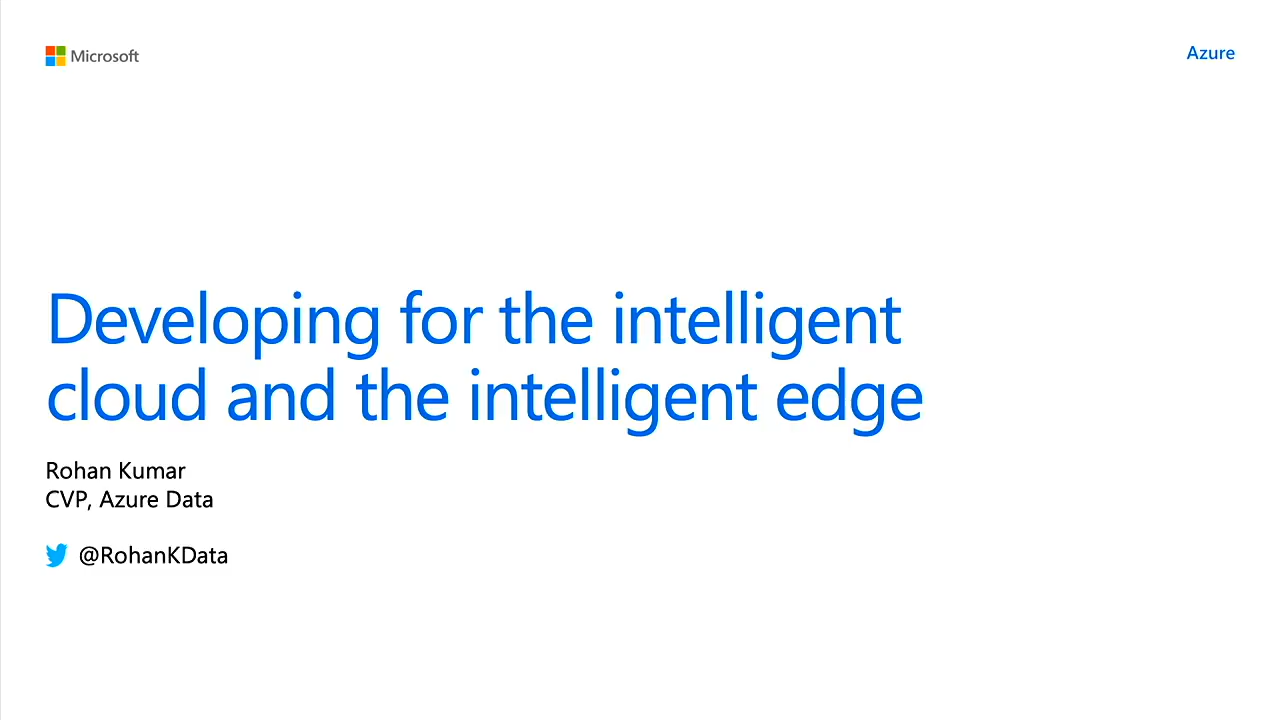 Microsoft
Azure
Developing for the intelligent
cloud and the intelligent edge
Rohan Kumar
CVP, Azure Data
@RohanKData